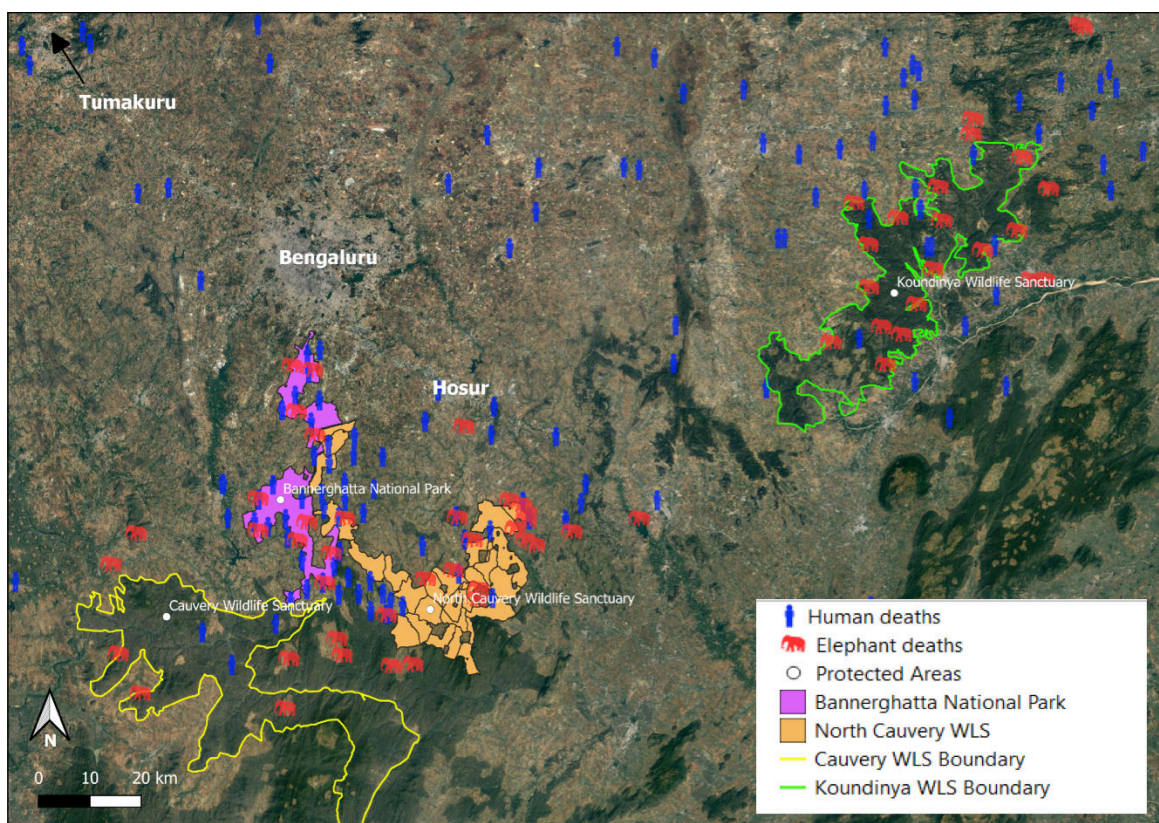 Tumakuru
Bengaluru
Koundinya Wildlife Sanctuary
Hosur
Bannerghatta National Park
Cauvery Wildlife Sanctuary
North Cauvery Wildlife Sanctuary
N
0 10 20 km
Human deaths
Elephant deaths
Protected Areas
Bannerghatta National Park
North Cauvery WLS
Cauvery WLS Boundary
Koundinya WLS Boundary